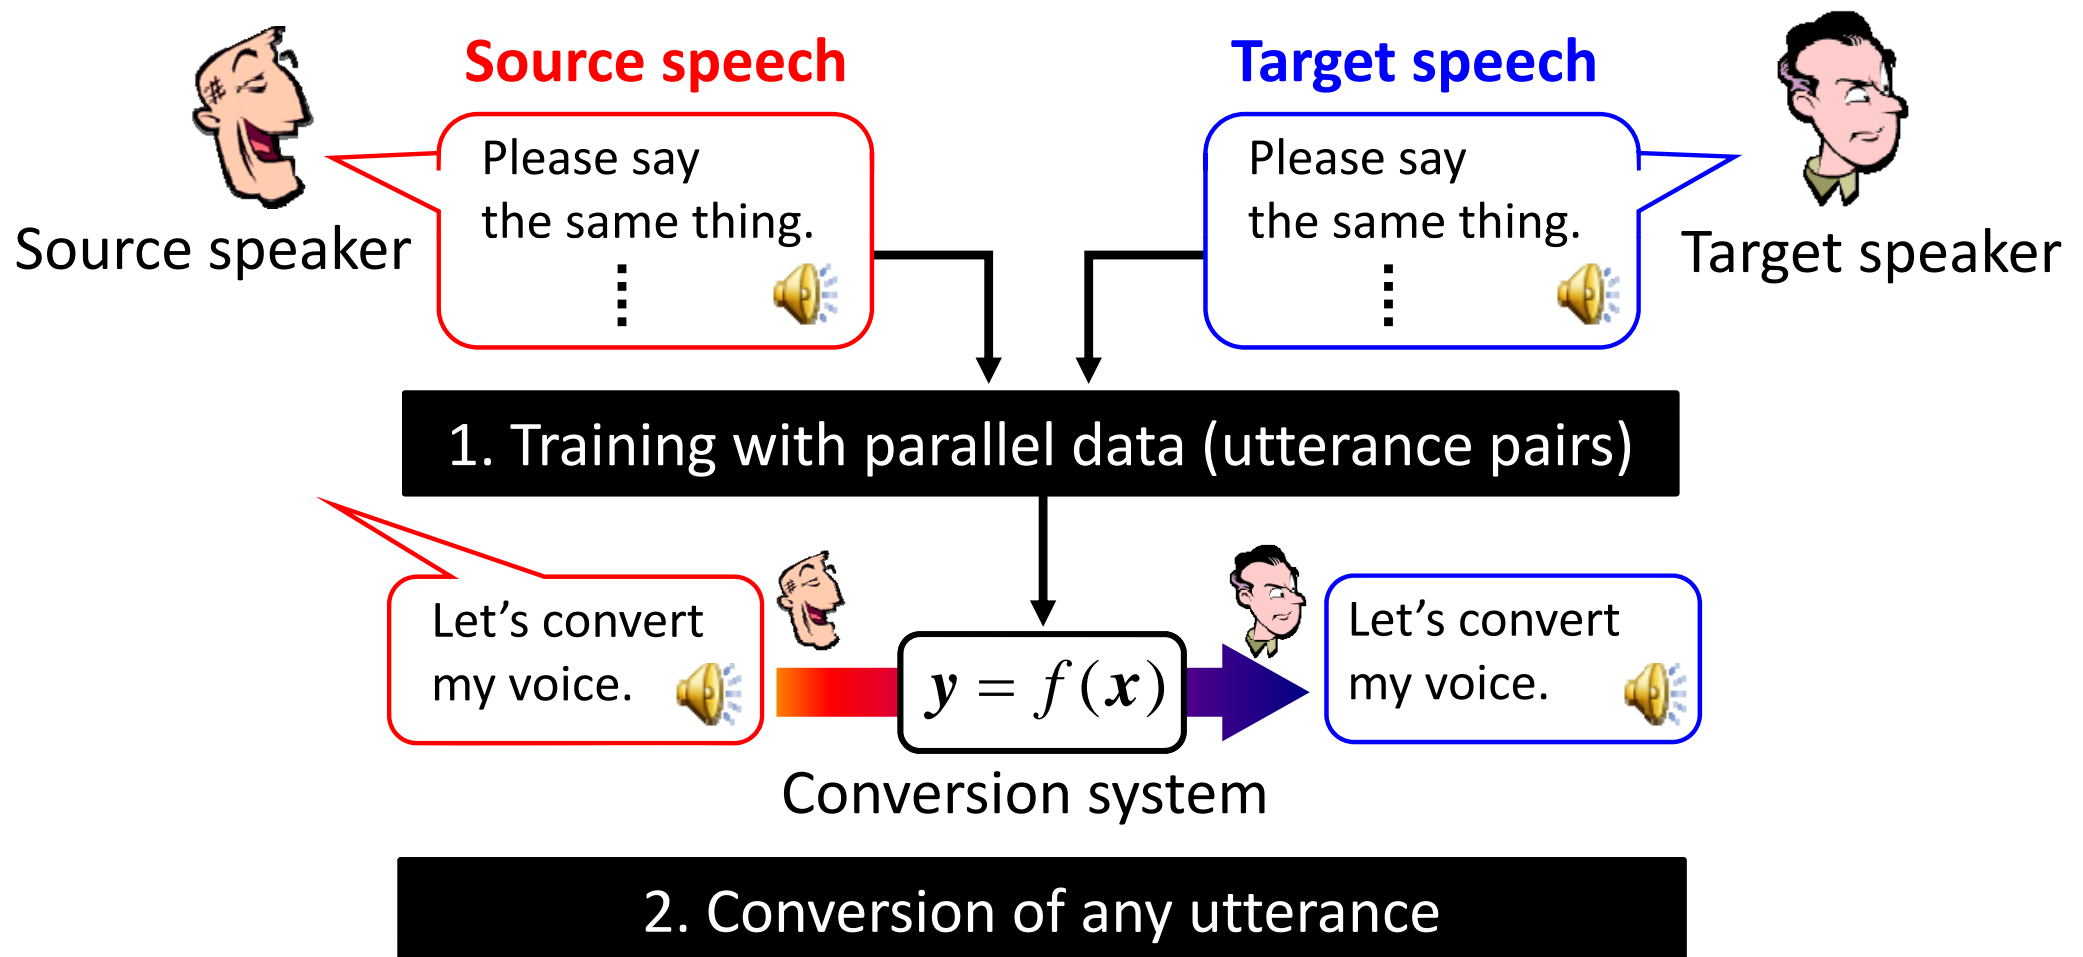 Source speech
Target speech
Please say
the same thing.
Please say
the same thing.
Source speaker
Target speaker
1. Training with parallel data (utterance pairs)
Let’s convert
my voice.
y = f(x)
Let’s convert
my voice.
Conversion system
2. Conversion of any utterance